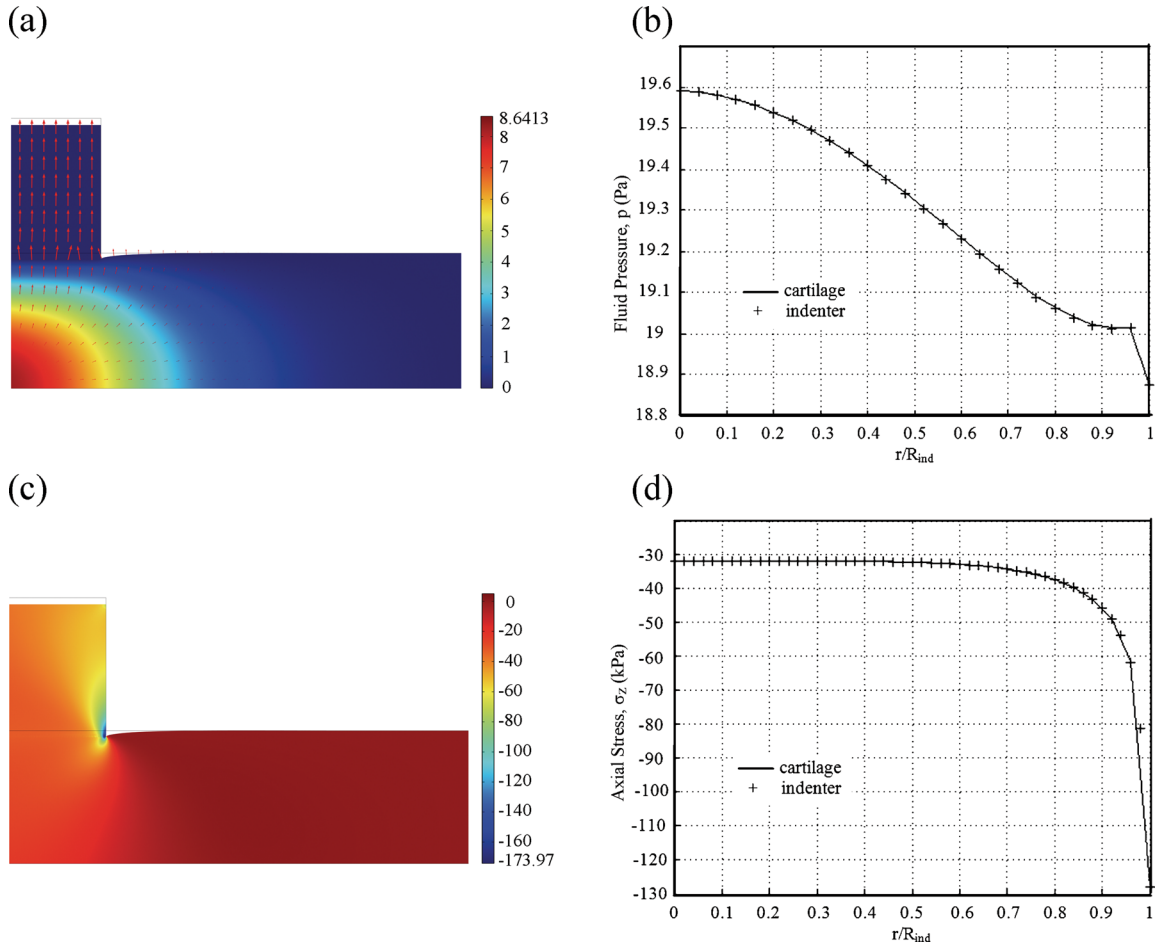 (a)
8.6413
8
7
6
5
4
3
2
1
0
(b)
Fluid Pressure, p (Pa)
19.6
19.5
19.4
19.3
19.2
19.1
19
18.9
18.8
cartilage
indenter
0 0.1 0.2 0.3 0.4 0.5 0.6 0.7 0.8 0.9 1
r/Rind
(c)
0
-20
-40
-60
-80
-100
-120
-140
-160
-173.97
(d)
Axial Stress, σZ (kPa)
-30
-40
-50
-60
-70
-80
-90
-100
-110
-120
-130
cartilage
indenter
0 0.1 0.2 0.3 0.4 0.5 0.6 0.7 0.8 0.9 1
r/Rind